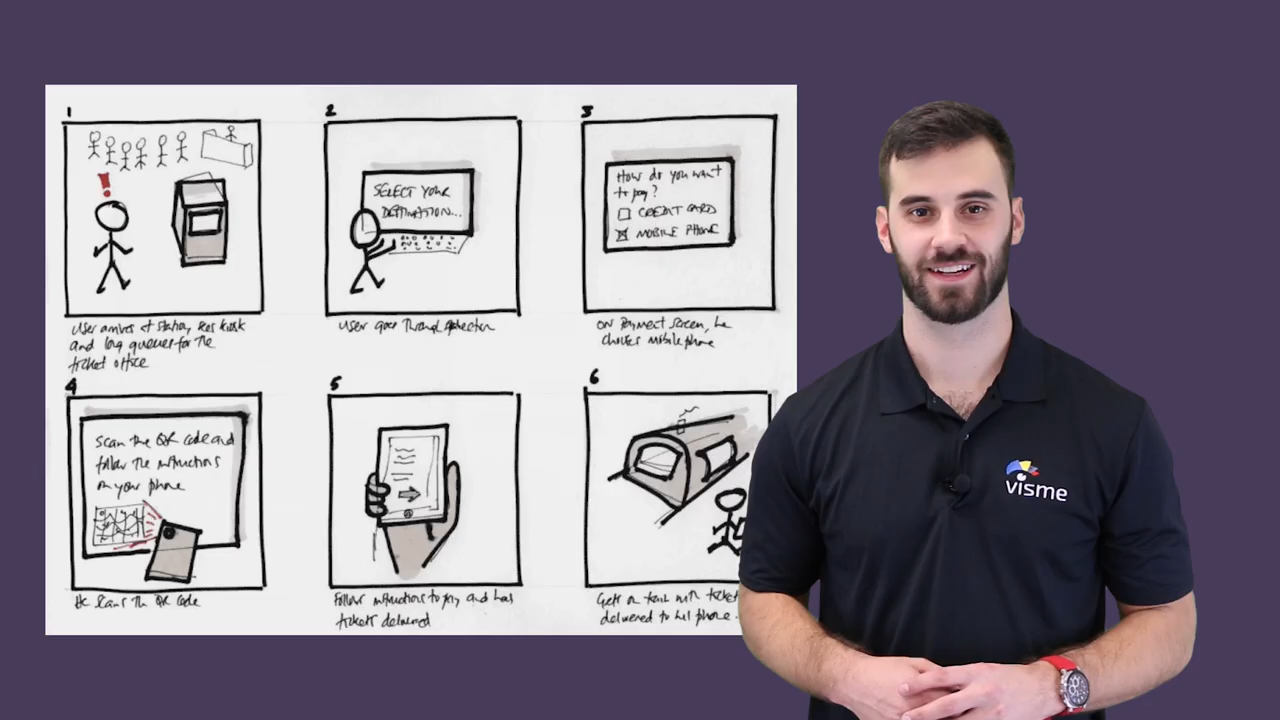 1
!
User arrives at station, sees kiosk
and long queues for the
ticket office
2
SELECT YOUR
DESTINATION...
User goes through selection
3
How do you want
to pay?
CREDIT CARD
MOBILE PHONE
On payment screen, he
chooses mobile phone
4
Scan the QR code and
follow the instructions
on your phone
He scans the QR code
5
Follows instructions to pay and has
tickets delivered
6
Gets on train with ticket
delivered to his phone.
visme